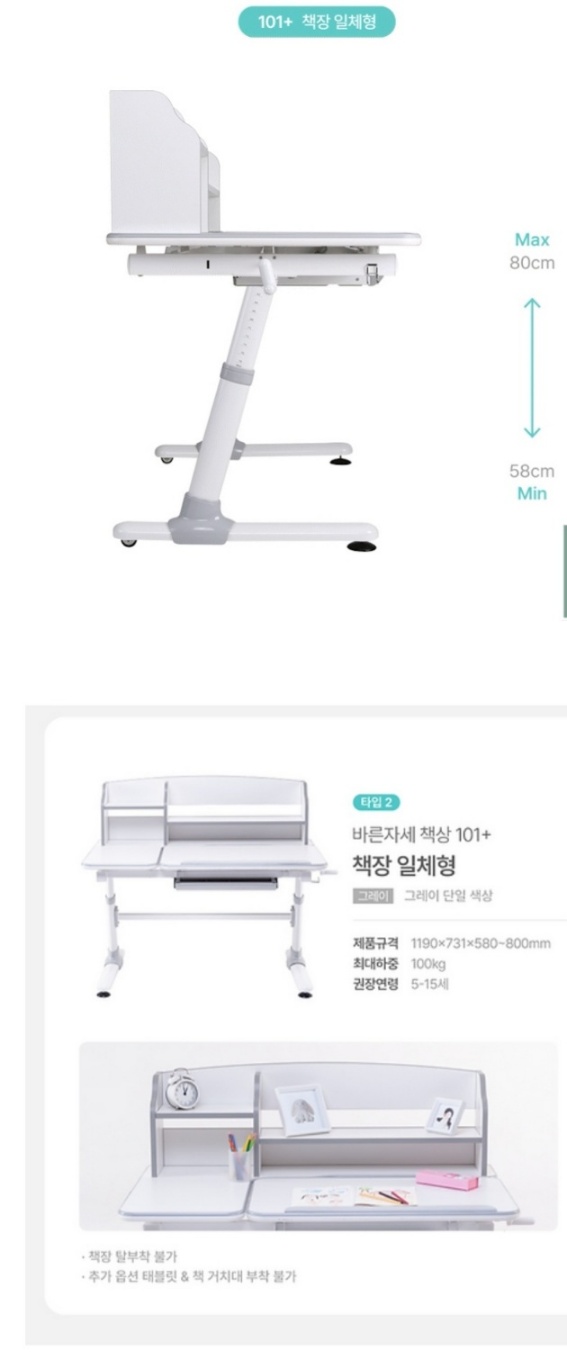 101+ 책장 일체형
Max
80cm
58cm
Min
타입 2
바른자세 책상 101+
책장 일체형
그레이 그레이 단일 색상
제품규격 1190×731×580~800mm
최대하중 100kg
권장연령 5-15세
· 책장 탈부착 불가
· 추가 옵션 태블릿 & 책 거치대 부착 불가